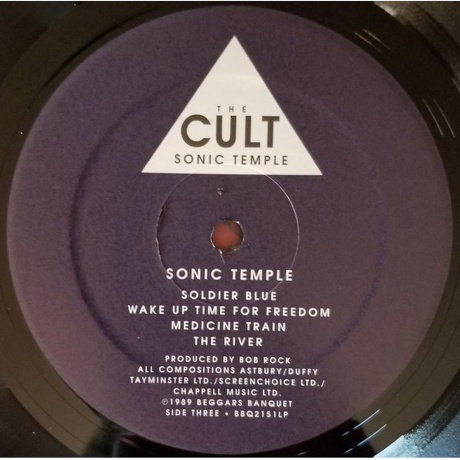 THE
CULT
SONIC TEMPLE
SONIC TEMPLE
SOLDIER BLUE
WAKE UP TIME FOR FREEDOM
MEDICINE TRAIN
THE RIVER
PRODUCED BY BOB ROCK
ALL COMPOSITIONS ASTBURY/DUFFY
TAYMINSTER LTD./SCREENCHOICE LTD./
CHAPPELL MUSIC LTD.
℗1989 BEGGARS BANQUET
SIDE THREE • BBQ2151LP